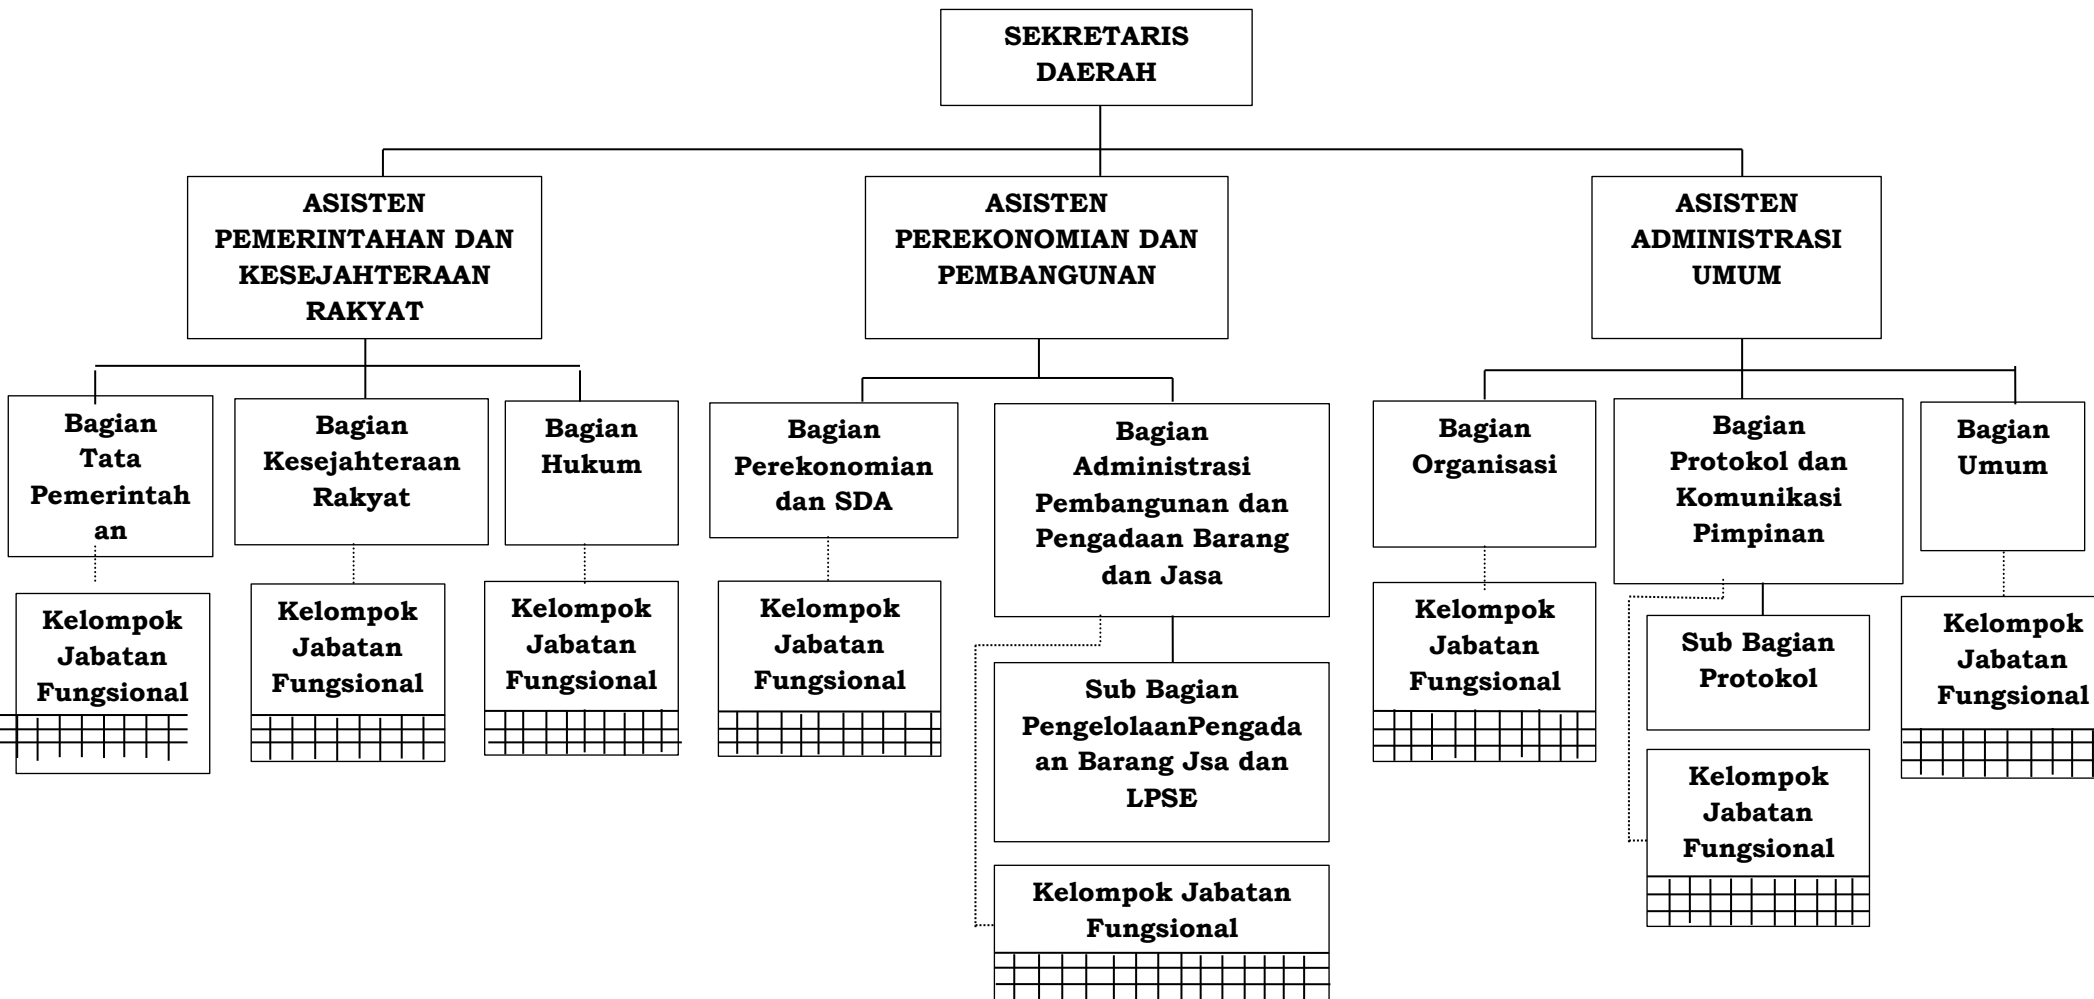 SEKRETARIS
DAERAH
ASISTEN
PEMERINTAHAN DAN
KESEJAHTERAAN
RAKYAT
ASISTEN
PEREKONOMIAN DAN
PEMBANGUNAN
ASISTEN
ADMINISTRASI
UMUM
Bagian
Tata
Pemerintah
an
Bagian
Kesejahteraan
Rakyat
Bagian
Hukum
Bagian
Perekonomian
dan SDA
Bagian
Administrasi
Pembangunan dan
Pengadaan Barang
dan Jasa
Bagian
Organisasi
Bagian
Protokol dan
Komunikasi
Pimpinan
Bagian
Umum
Kelompok
Jabatan
Fungsional
Kelompok
Jabatan
Fungsional
Kelompok
Jabatan
Fungsional
Kelompok
Jabatan
Fungsional
Sub Bagian
PengelolaanPengada
an Barang Jsa dan
LPSE
Kelompok Jabatan
Fungsional
Kelompok
Jabatan
Fungsional
Sub Bagian
Protokol
Kelompok
Jabatan
Fungsional
Kelompok
Jabatan
Fungsional